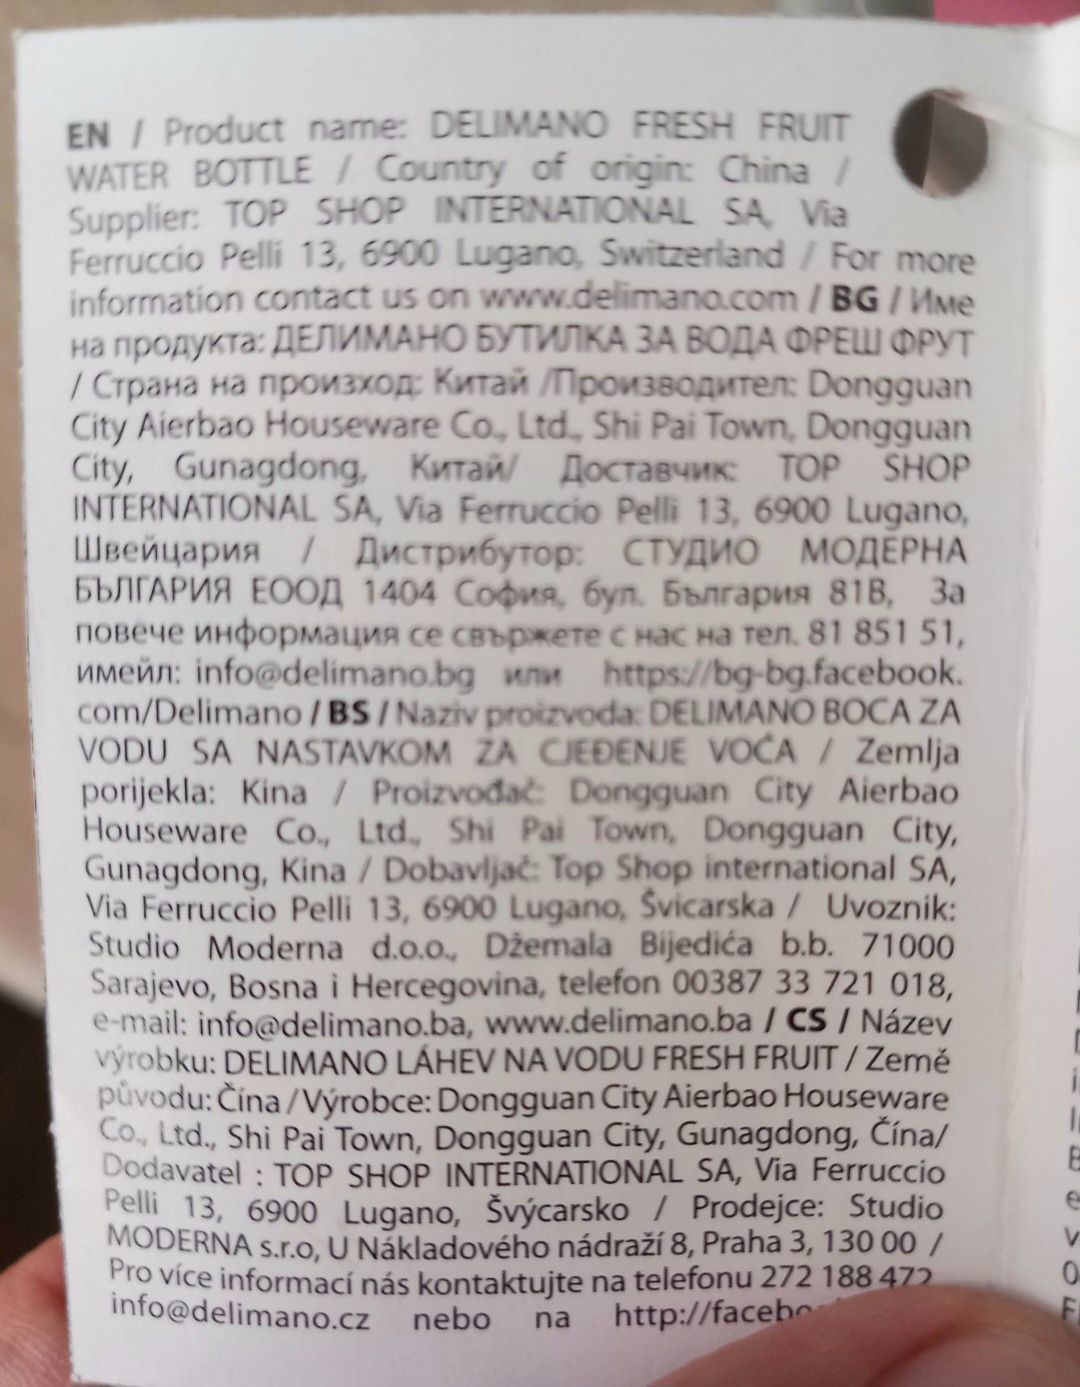 EN / Product name: DELIMANO FRESH FRUIT
WATER BOTTLE / Country of origin: China /
Supplier: TOP SHOP INTERNATIONAL SA, Via
Ferruccio Pelli 13, 6900 Lugano, Switzerland / For more
information contact us on www.delimano.com / BG / Име
на продукта: ДЕЛИМАНО БУТИЛКА ЗА ВОДА ФРЕШ ФРУТ
/ Страна на произход: Китай /Производител: Dongguan
City Aierbao Houseware Co., Ltd., Shi Pai Town, Dongguan
City, Gunagdong, Китай/ Доставчик: TOP SHOP
INTERNATIONAL SA, Via Ferruccio Pelli 13, 6900 Lugano,
Швейцария / Дистрибутор: СТУДИО МОДЕРНА
БЪЛГАРИЯ ЕООД 1404 София, бул. България 81В, За
повече информация се свържете с нас на тел. 81 851 51,
имейл: info@delimano.bg или https://bg-bg.facebook.
com/Delimano / BS / Naziv proizvoda: DELIMANO BOCA ZA
VODU SA NASTAVKOM ZA CJEĐENJE VOĆA / Zemlja
porijekla: Kina / Proizvođač: Dongguan City Aierbao
Houseware Co., Ltd., Shi Pai Town, Dongguan City,
Gunagdong, Kina / Dobavljač: Top Shop international SA,
Via Ferruccio Pelli 13, 6900 Lugano, Švicarska / Uvoznik:
Studio Moderna d.o.o., Džemala Bijedića b.b. 71000
Sarajevo, Bosna i Hercegovina, telefon 00387 33 721 018,
e-mail: info@delimano.ba, www.delimano.ba / CS / Název
výrobku: DELIMANO LÁHEV NA VODU FRESH FRUIT / Země
původu: Čína / Výrobce: Dongguan City Aierbao Houseware
Co., Ltd., Shi Pai Town, Dongguan City, Gunagdong, Čína/
Dodavatel : TOP SHOP INTERNATIONAL SA, Via Ferruccio
Pelli 13, 6900 Lugano, Švýcarsko / Prodejce: Studio
MODERNA s.r.o, U Nákladového nádraží 8, Praha 3, 130 00 /
Pro více informací nás kontaktujte na telefonu 272 188 472
info@delimano.cz nebo na